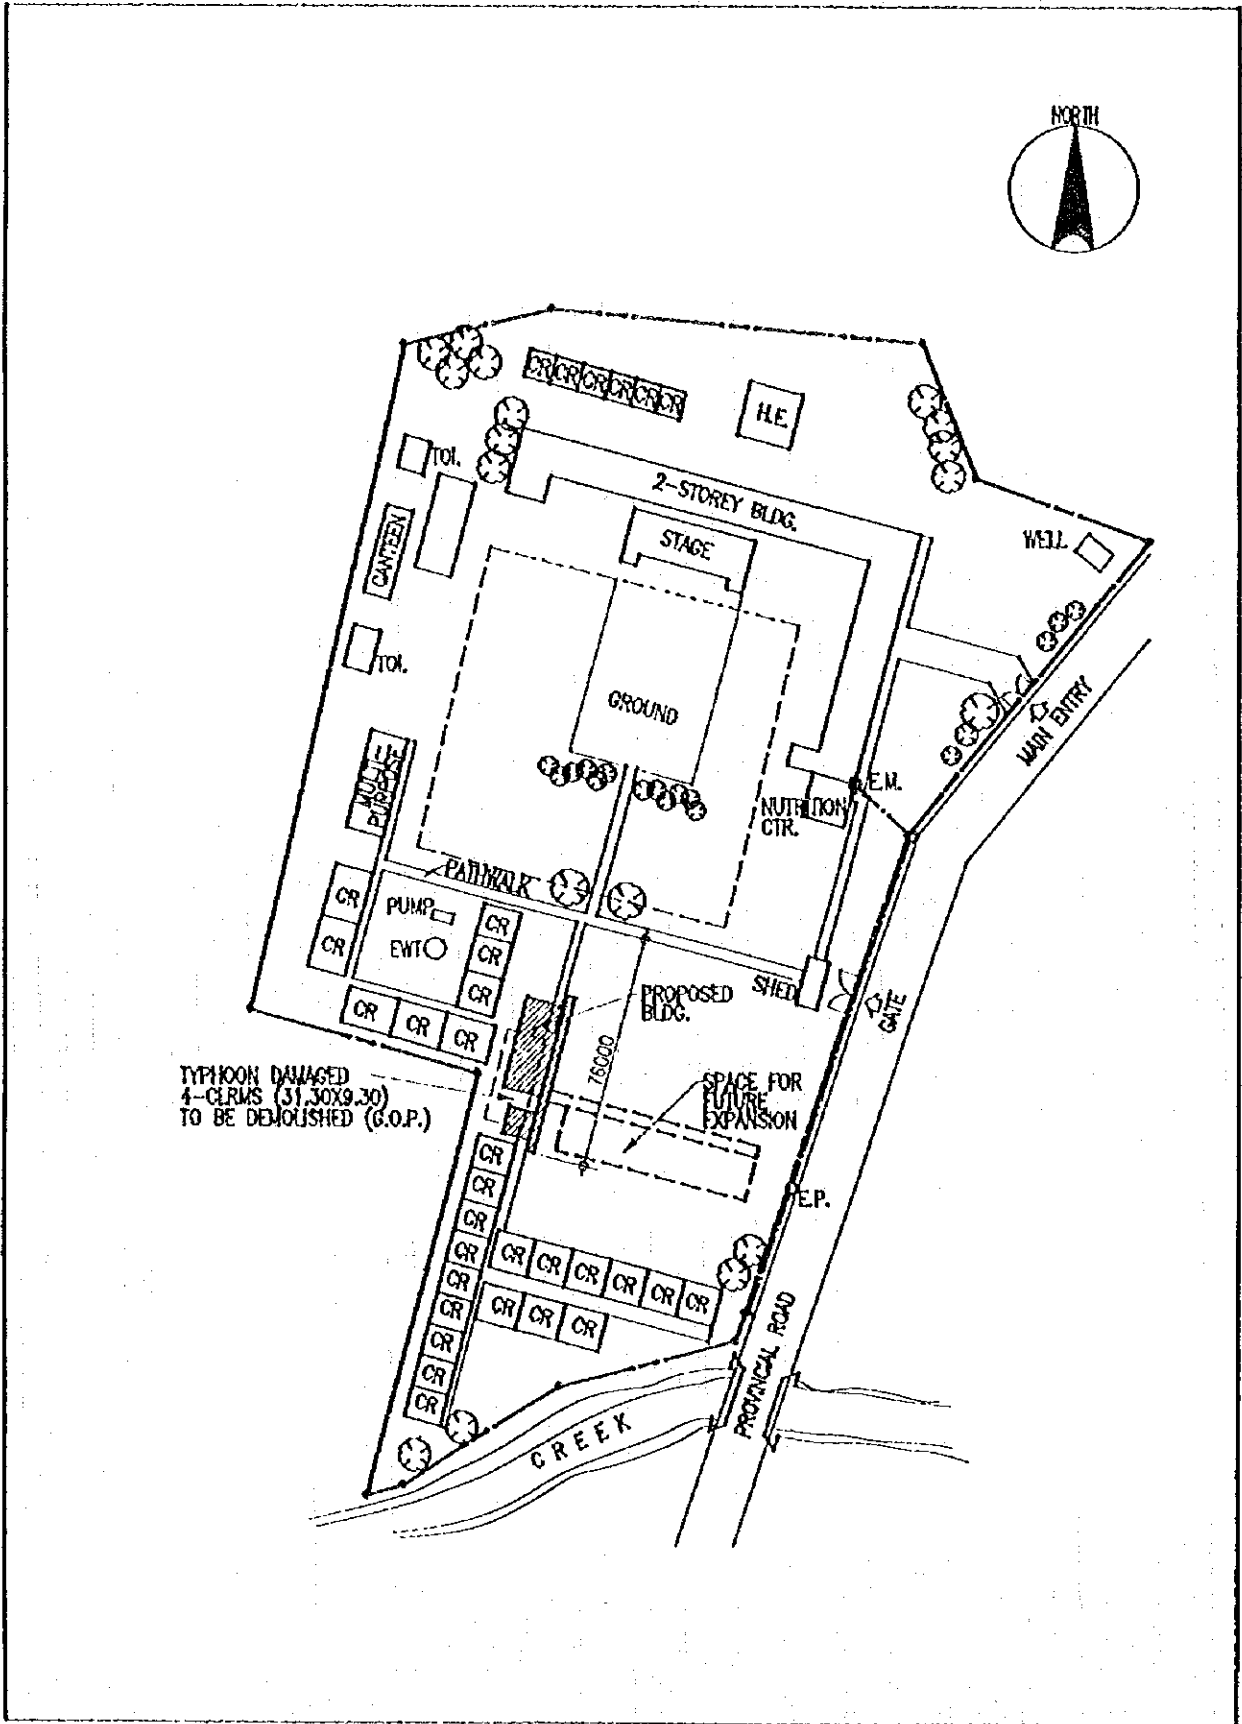 NORTH
CR CR CR CR CR CR
H.E.
TOI.
2-STOREY BLDG.
STAGE
WELL
CANTEEN
TOI.
GROUND
MAIN ENTRY
MULTI-
PURPOSE
E.M.
NUTRITION
CTR.
PATHWALK
CR
PUMP
CR
CR
EWT
CR
CR
SHED
PROPOSED
BLDG.
GATE
CR CR CR
76000
TYPHOON DAMAGED
4-CLRMS (31.30X9.30)
TO BE DEMOLISHED (G.O.P.)
SPACE FOR
FUTURE
EXPANSION
CR
CR
E.P.
CR
CR
CR CR CR CR CR CR
CR
CR
CR CR CR
CR
CR
CR
PROVINCIAL ROAD
CREEK